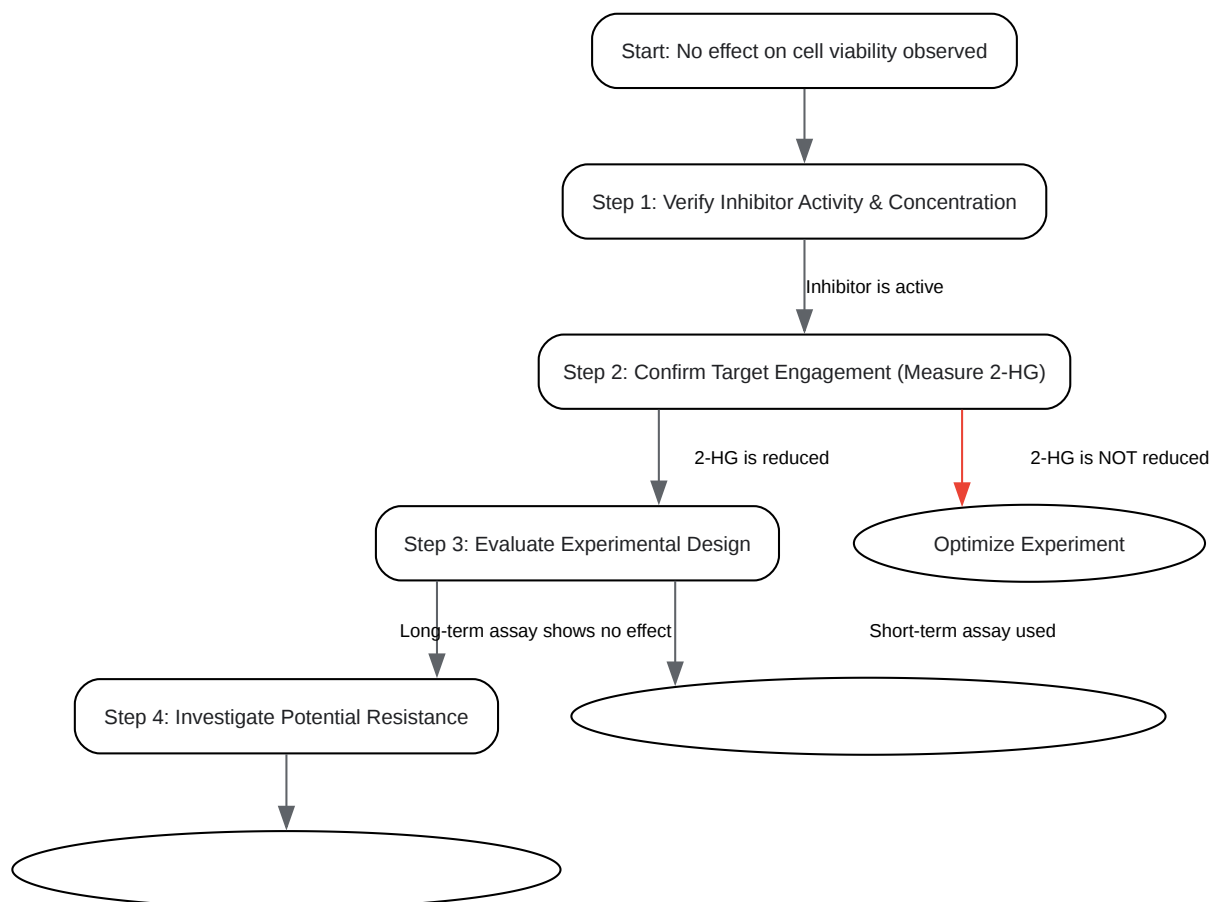 Start: No effect on cell viability observed
Step 1: Verify Inhibitor Activity & Concentration
Inhibitor is active
Step 2: Confirm Target Engagement (Measure 2-HG)
2-HG is reduced
2-HG is NOT reduced
Step 3: Evaluate Experimental Design
Optimize Experiment
Long-term assay shows no effect
Short-term assay used
Step 4: Investigate Potential Resistance